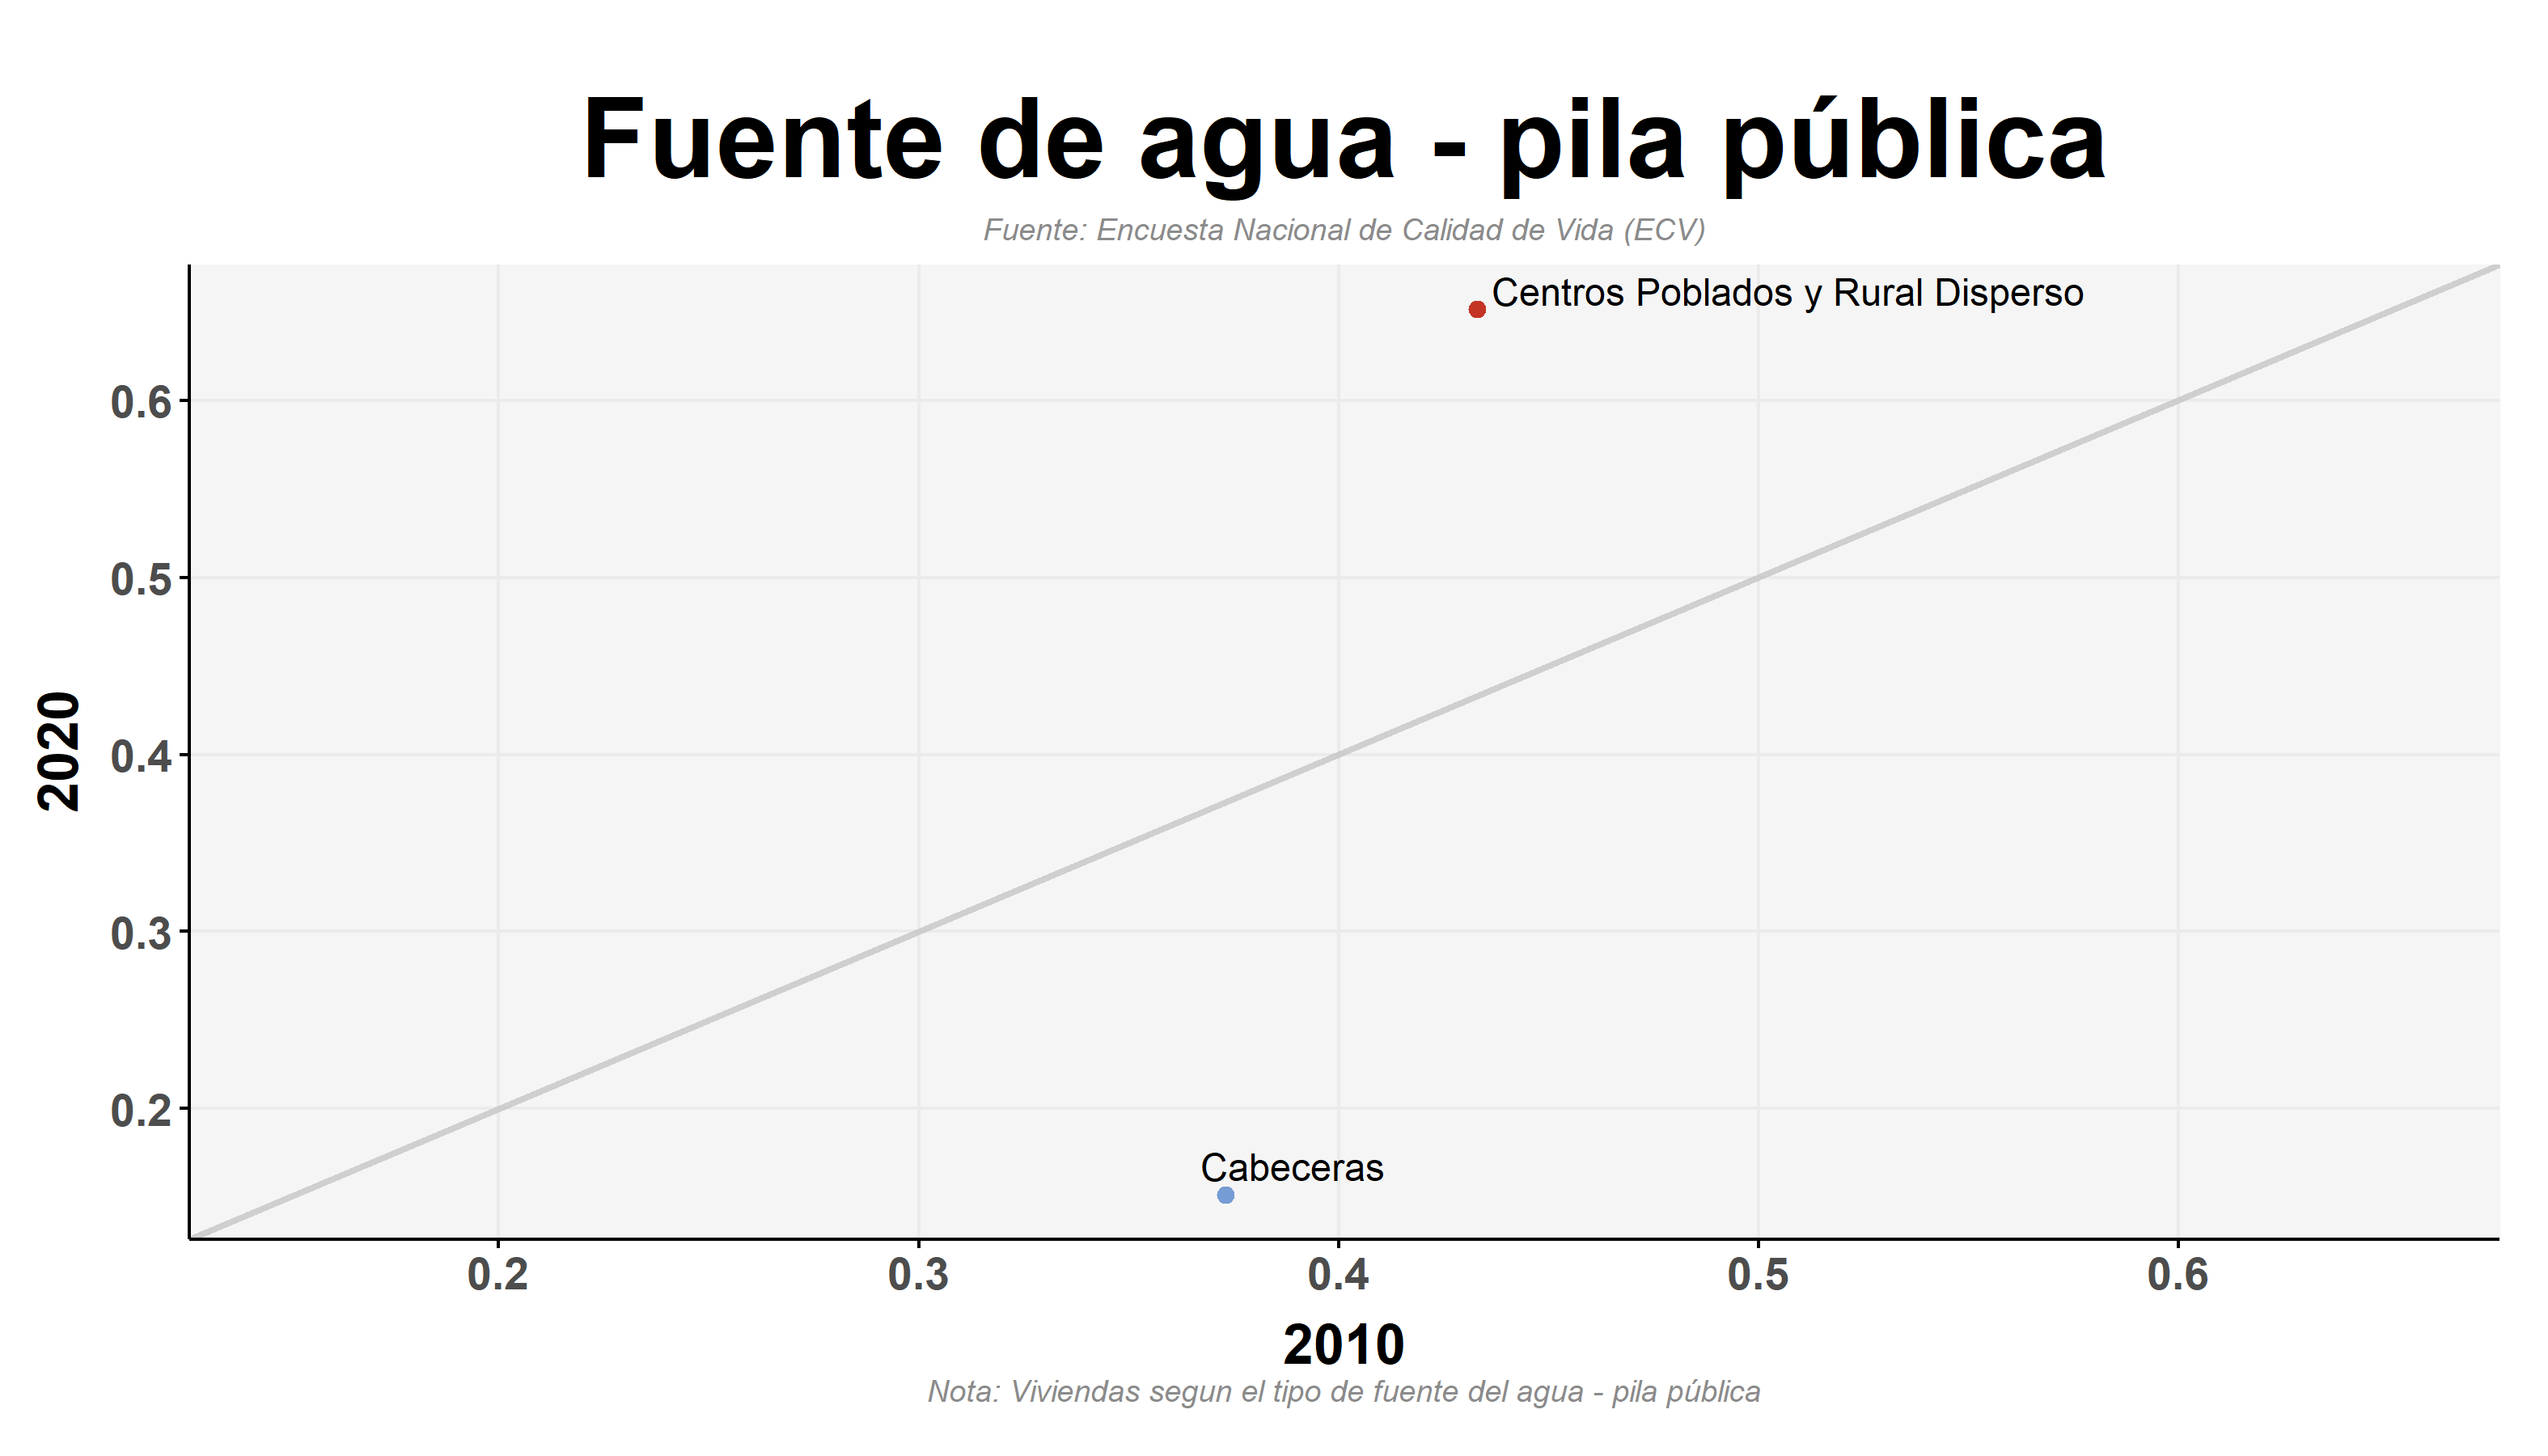 Fuente de agua - pila pública
Fuente: Encuesta Nacional de Calidad de Vida (ECV)
Centros Poblados y Rural Disperso
0.6
0.5
0.4
0.3
0.2
2020
Cabeceras
0.2 0.3 0.4 0.5 0.6
2010
Nota: Viviendas segun el tipo de fuente del agua - pila pública